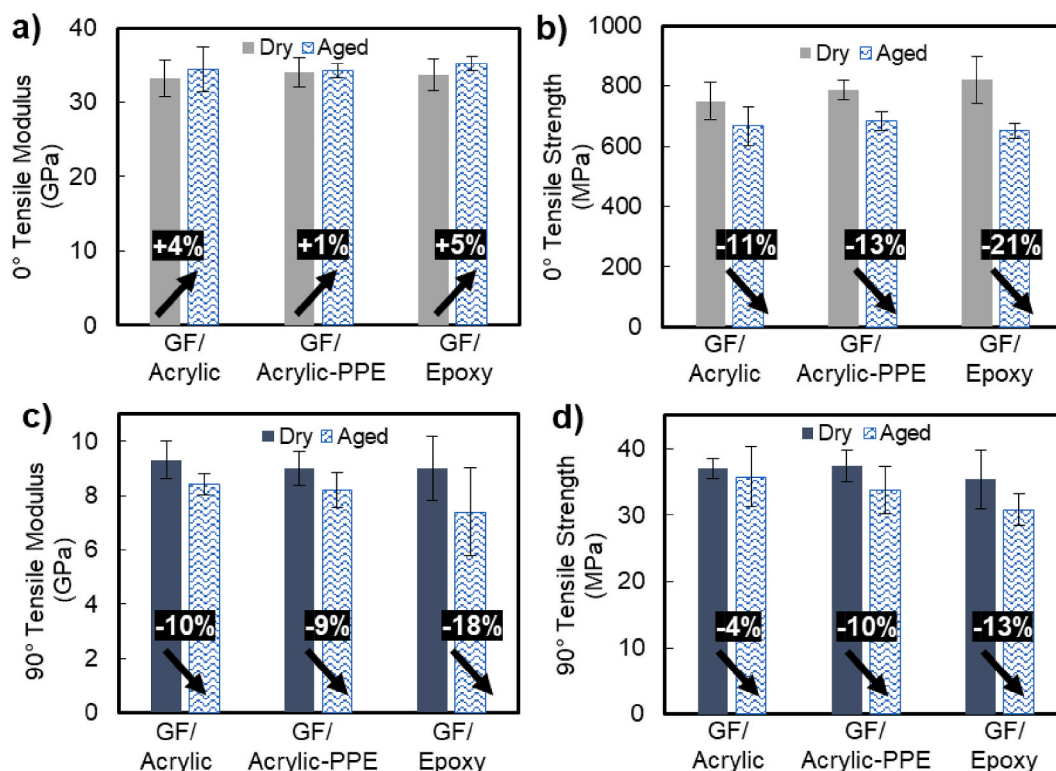 a)
Dry Aged
0° Tensile Modulus
(GPa)
40
30
20
10
0
+4% +1% +5%
GF/ GF/ GF/
Acrylic Acrylic-PPE Epoxy
b)
Dry Aged
0° Tensile Strength
(MPa)
1000
800
600
400
200
0
-11% -13% -21%
GF/ GF/ GF/
Acrylic Acrylic-PPE Epoxy
c)
Dry Aged
90° Tensile Modulus
(GPa)
10
8
6
4
2
0
-10% -9% -18%
GF/ GF/ GF/
Acrylic Acrylic-PPE Epoxy
d)
Dry Aged
90° Tensile Strength
(MPa)
40
30
20
10
0
-4% -10% -13%
GF/ GF/ GF/
Acrylic Acrylic-PPE Epoxy